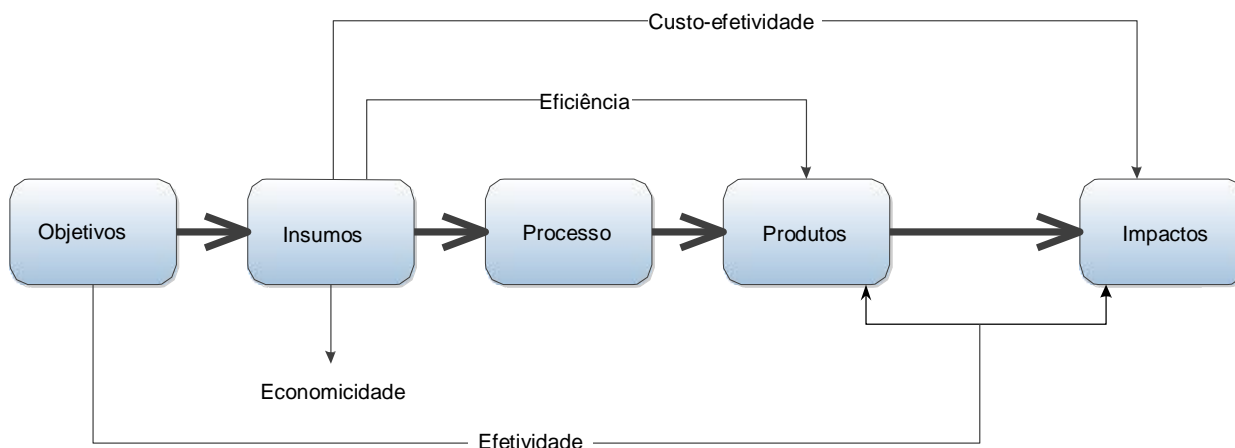 Custo-efetividade
Eficiência
Objetivos
Insumos
Processo
Produtos
Impactos
Economicidade
Efetividade